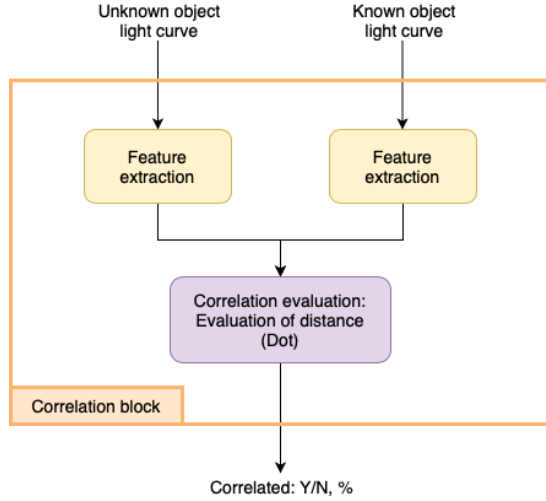 Unknown object
light curve
Known object
light curve
Feature
extraction
Feature
extraction
Correlation evaluation:
Evaluation of distance
(Dot)
Correlation block
Correlated: Y/N, %